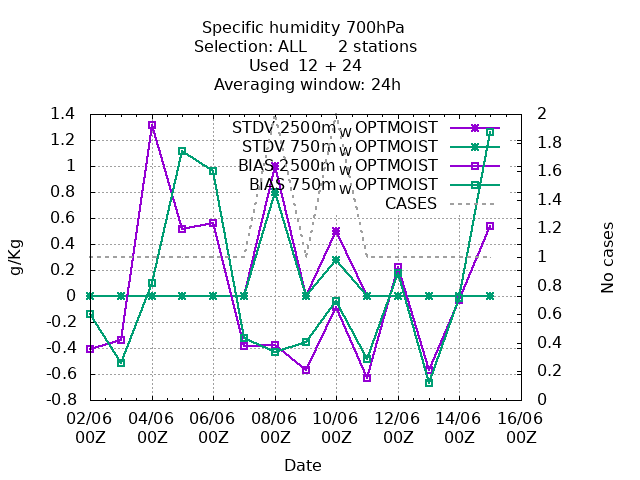 Specific humidity 700hPa
Selection: ALL 2 stations
Used 12 + 24
Averaging window: 24h
STDV 2500m W OPTMOIST
STDV 750m W OPTMOIST
BIAS 2500m W OPTMOIST
BIAS 750m W OPTMOIST
CASES
1.4
1.2
1
0.8
0.6
0.4
0.2
0
-0.2
-0.4
-0.6
-0.8
g/Kg
2
1.8
1.6
1.4
1.2
1
0.8
0.6
0.4
0.2
0
No cases
02/06 04/06 06/06 08/06 10/06 12/06 14/06 16/06
00Z 00Z 00Z 00Z 00Z 00Z 00Z 00Z
Date